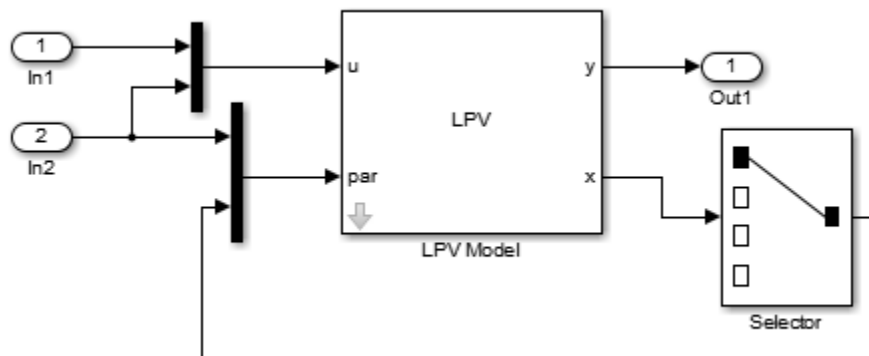 1
In1
2
In2
u
par
LPV
y
x
LPV Model
1
Out1
Selector